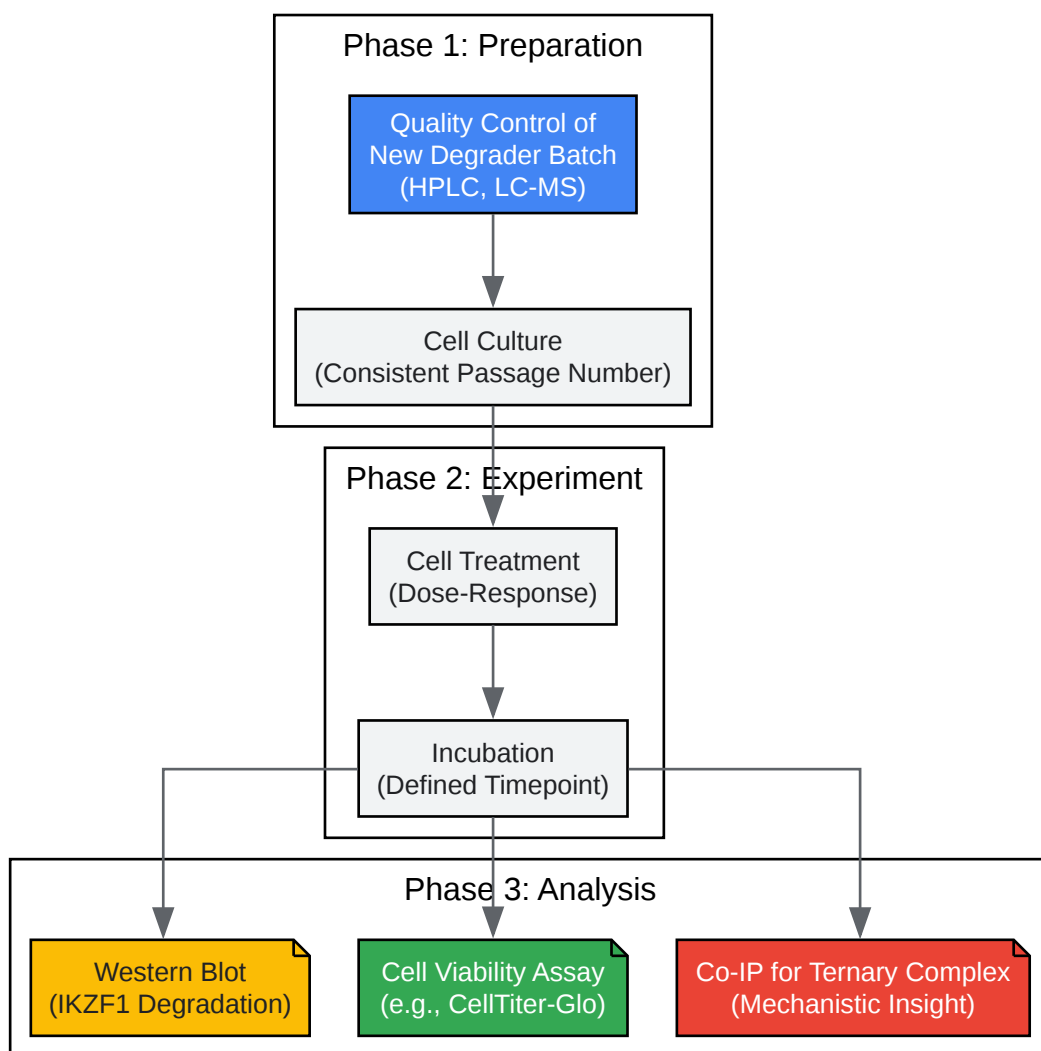 Phase 1: Preparation
Quality Control of
New Degrader Batch
(HPLC, LC-MS)
Cell Culture
(Consistent Passage Number)
Phase 2: Experiment
Cell Treatment
(Dose-Response)
Incubation
(Defined Timepoint)
Phase 3: Analysis
Western Blot
(IKZF1 Degradation)
Cell Viability Assay
(e.g., CellTiter-Glo)
Co-IP for Ternary Complex
(Mechanistic Insight)